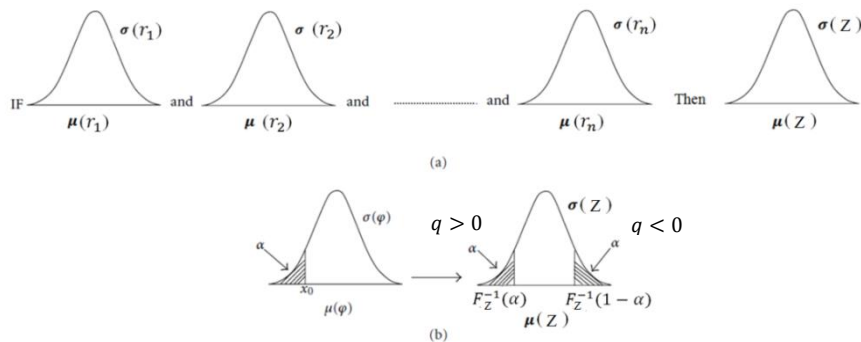 σ(r₁) σ (r₂) σ(rₙ) σ(Z)
IF and and and Then
μ(r₁) μ (r₂) μ(rₙ) μ(Z)
(a)
σ(φ) q > 0 σ(Z) q < 0
α α α
x₀ F_Z⁻¹(α) F_Z⁻¹(1 − α)
μ(φ) μ(Z)
(b)